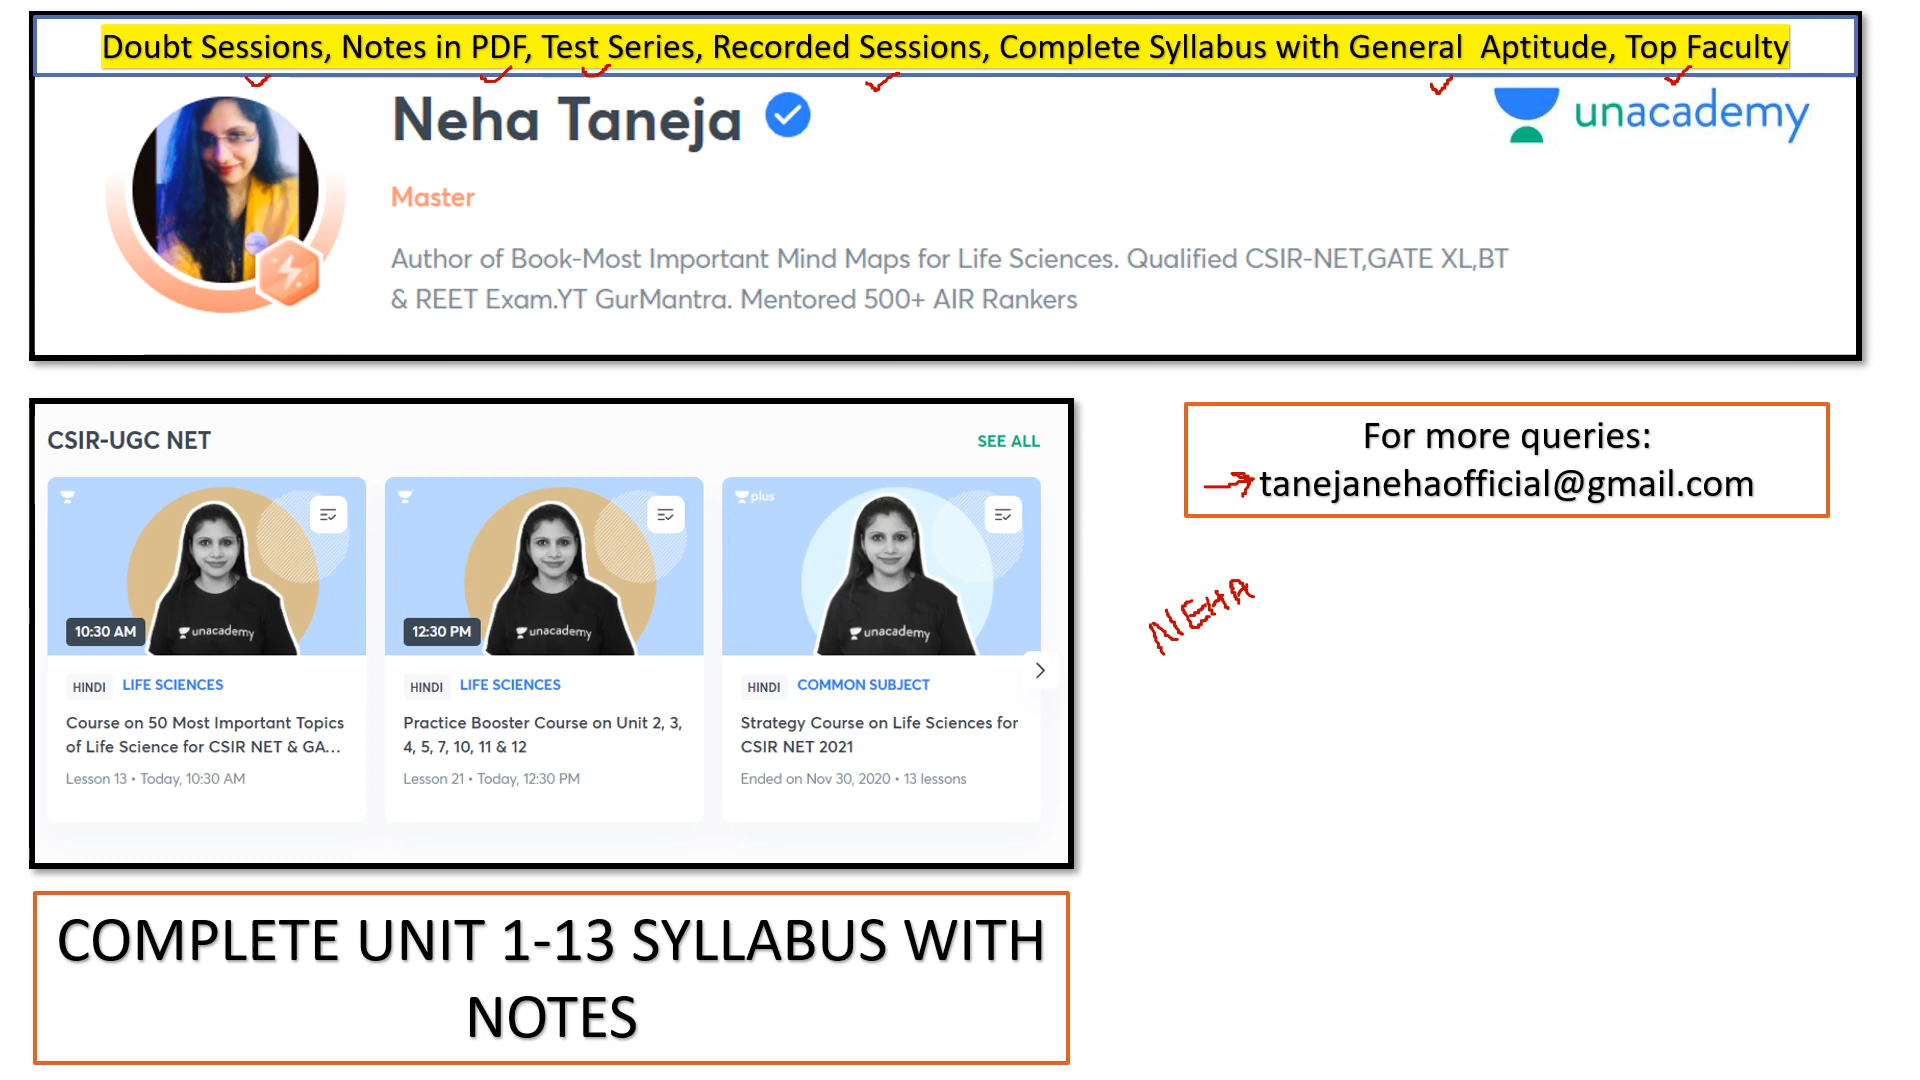 Doubt Sessions, Notes in PDF, Test Series, Recorded Sessions, Complete Syllabus with General Aptitude, Top Faculty
Neha Taneja
unacademy
Master
Author of Book-Most Important Mind Maps for Life Sciences. Qualified CSIR-NET,GATE XL,BT
& REET Exam.YT GurMantra. Mentored 500+ AIR Rankers
CSIR-UGC NET
SEE ALL
10:30 AM
unacademy
HINDI LIFE SCIENCES
Course on 50 Most Important Topics
of Life Science for CSIR NET & GA...
Lesson 13 • Today, 10:30 AM
12:30 PM
unacademy
HINDI LIFE SCIENCES
Practice Booster Course on Unit 2, 3,
4, 5, 7, 10, 11 & 12
Lesson 21 • Today, 12:30 PM
plus
unacademy
HINDI COMMON SUBJECT
Strategy Course on Life Sciences for
CSIR NET 2021
Ended on Nov 30, 2020 • 13 lessons
For more queries:
tanejanehaofficial@gmail.com
NEHA
COMPLETE UNIT 1-13 SYLLABUS WITH
NOTES